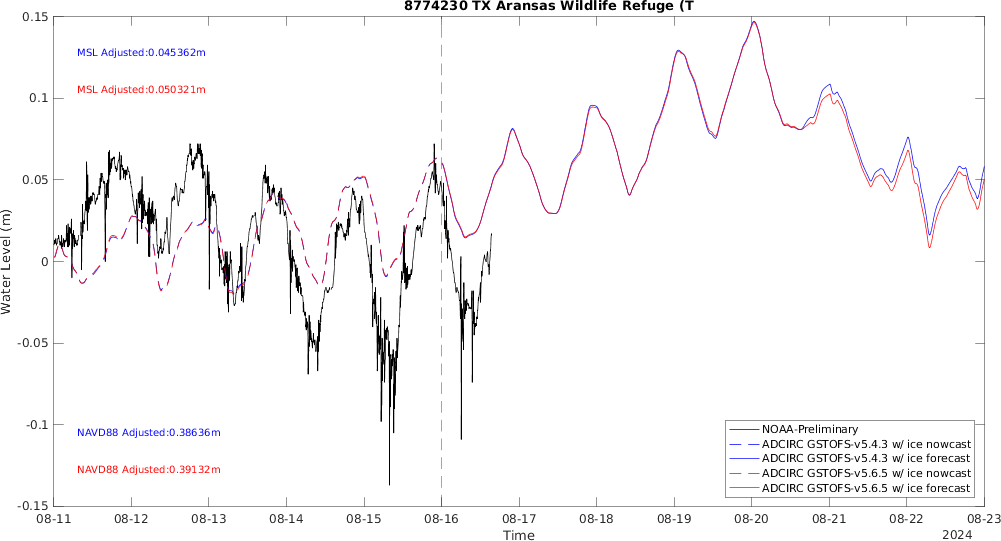 8774230 TX Aransas Wildlife Refuge (T
0.15
0.1
0.05
0
-0.05
-0.1
-0.15
Water Level (m)
MSL Adjusted:0.045362m
MSL Adjusted:0.050321m
NAVD88 Adjusted:0.38636m
NAVD88 Adjusted:0.39132m
NOAA-Preliminary
ADCIRC GSTOFS-v5.4.3 w/ ice nowcast
ADCIRC GSTOFS-v5.4.3 w/ ice forecast
ADCIRC GSTOFS-v5.6.5 w/ ice nowcast
ADCIRC GSTOFS-v5.6.5 w/ ice forecast
08-11 08-12 08-13 08-14 08-15 08-16 08-17 08-18 08-19 08-20 08-21 08-22 08-23
Time
2024